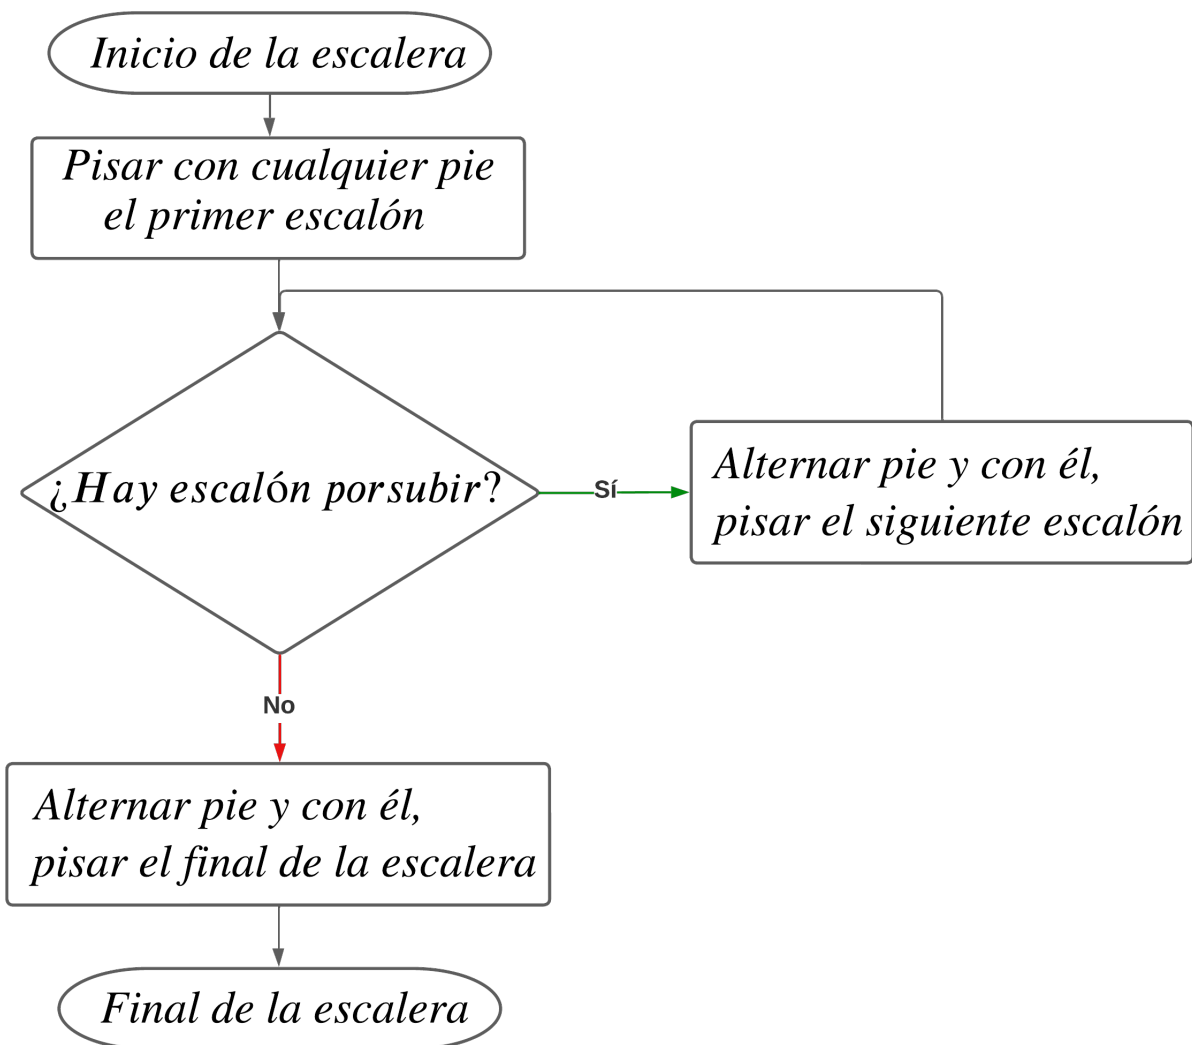 Inicio de la escalera
Pisar con cualquier pie
el primer escalón
¿Hay escalón porsubir?
Sí
Alternar pie y con él,
pisar el siguiente escalón
No
Alternar pie y con él,
pisar el final de la escalera
Final de la escalera